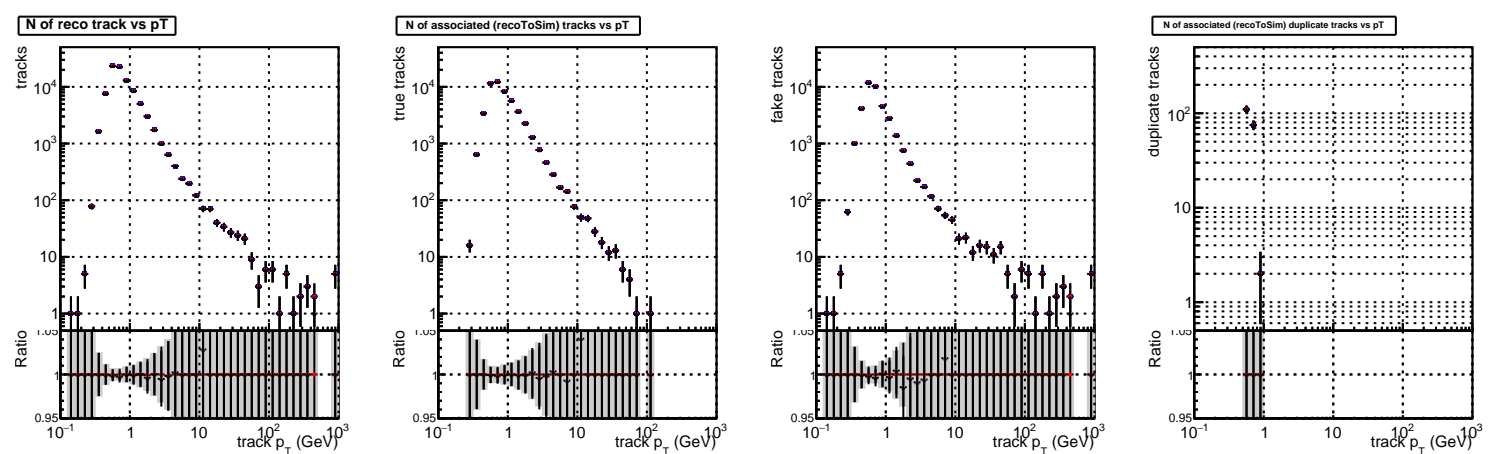 N of reco track vs pT
N of associated (recoToSim) tracks vs pT
N of associated (recoToSim) duplicate tracks vs pT
tracks
10^4
10^3
10^2
10
1
Ratio
1.05
1
0.95
10^-1 1 10 10^2 10^3
track p_T (GeV)
true tracks
10^4
10^3
10^2
10
1
Ratio
1.05
1
0.95
10^-1 1 10 10^2 10^3
track p_T (GeV)
fake tracks
10^4
10^3
10^2
10
1
Ratio
1.05
1
0.95
10^-1 1 10 10^2 10^3
track p_T (GeV)
duplicate tracks
10^2
10
1
Ratio
1.05
1
0.95
10^-1 1 10 10^2 10^3
track p_T (GeV)